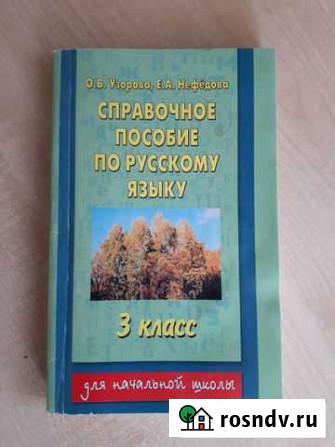 О.В. Узорова, Е.А. Нефёдова
СПРАВОЧНОЕ
ПОСОБИЕ
ПО РУССКОМУ
ЯЗЫКУ
3 класс
для начальной школы
rosndv.ru